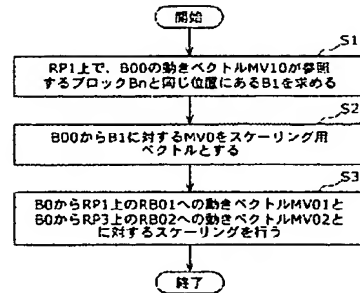 開始
S1
RP1上で、B00の動きベクトルMV10が参照
するブロックBnと同じ位置にあるB1を求める
S2
B00からB1に対するMV0をスケーリング用
ベクトルとする
S3
B0からRP1上のRB01への動きベクトルMV01と
B0からRP3上のRB02への動きベクトルMV02と
に対するスケーリングを行う
終了